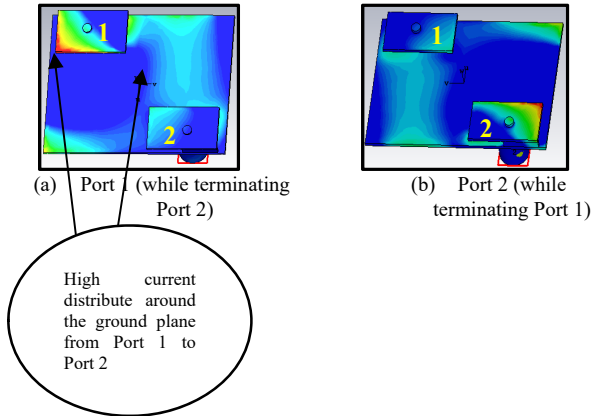 1
2
1
2
(a) Port 1 (while terminating
Port 2)
(b) Port 2 (while
terminating Port 1)
High current
distribute around
the ground plane
from Port 1 to
Port 2